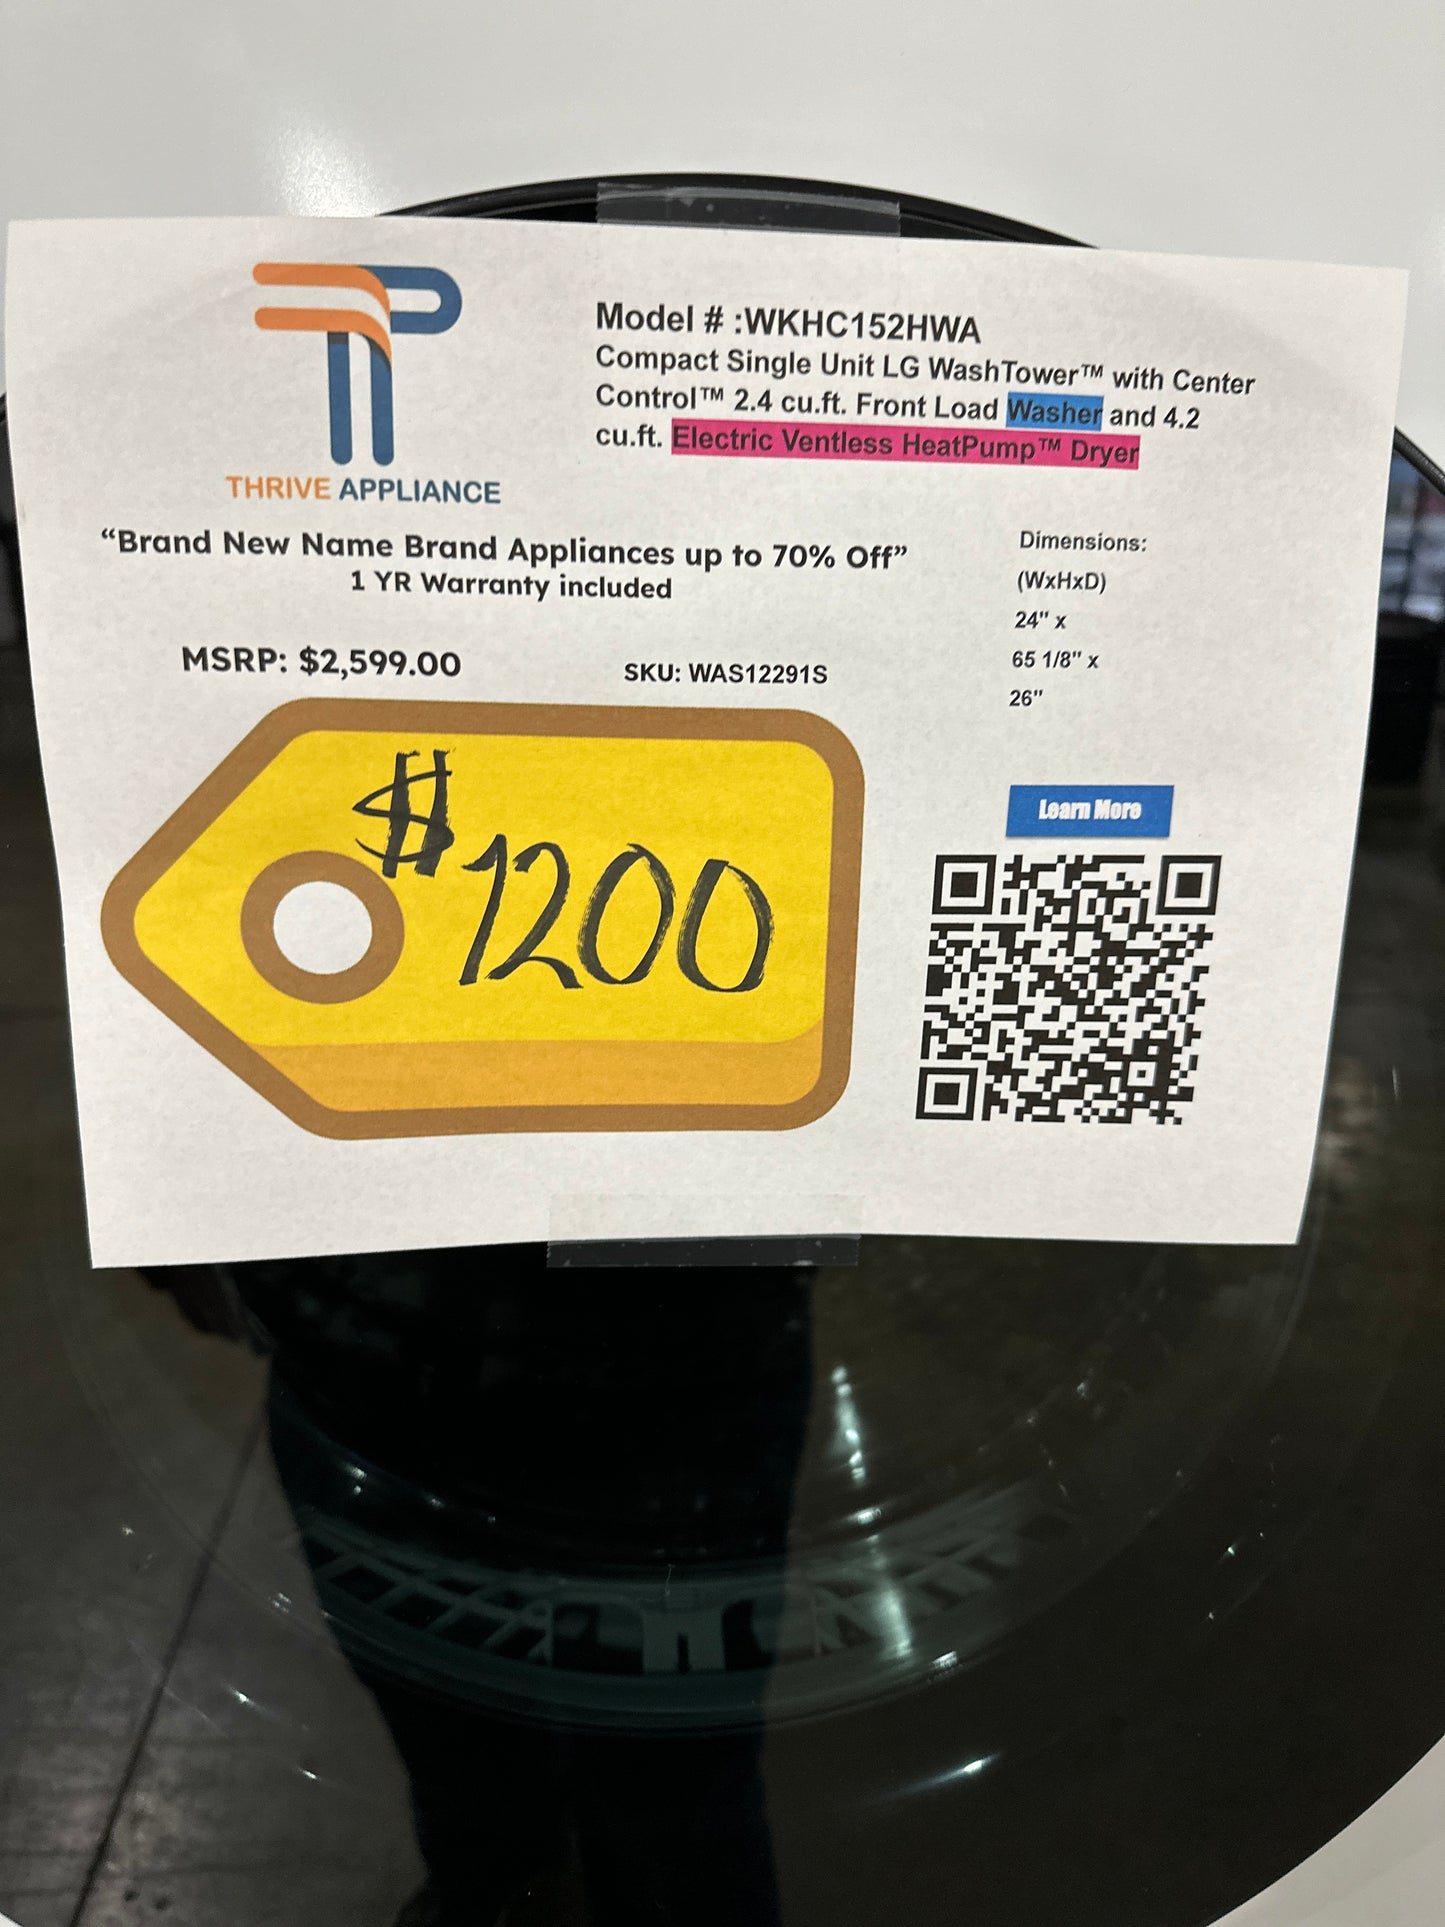 THRIVE APPLIANCE
Model # :WKHC152HWA
Compact Single Unit LG WashTower™ with Center
Control™ 2.4 cu.ft. Front Load Washer and 4.2
cu.ft. Electric Ventless HeatPump™ Dryer
“Brand New Name Brand Appliances up to 70% Off”
1 YR Warranty included
Dimensions:
(WxHxD)
24" x
65 1/8" x
26"
MSRP: $2,599.00
SKU: WAS12291S
$1200
Learn More